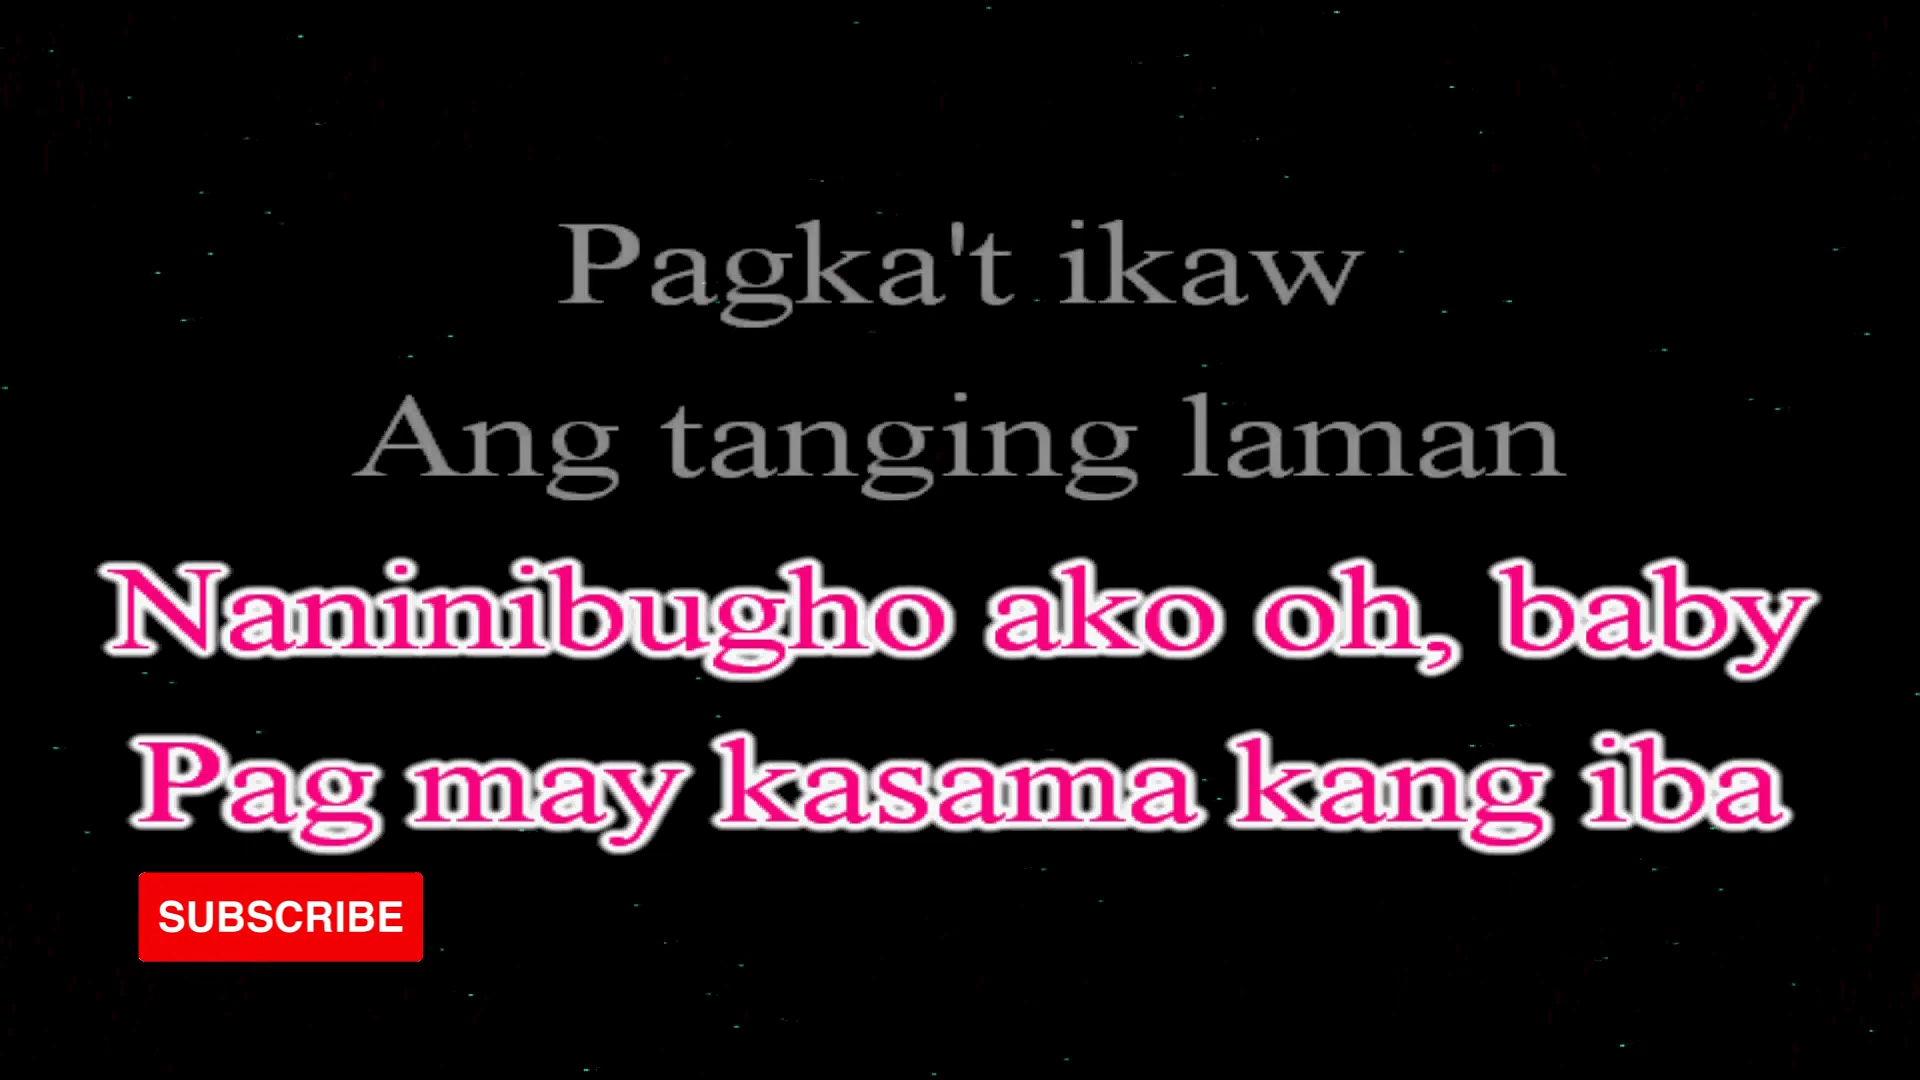 Pagka't ikaw
Ang tanging laman
Naninibugho ako oh, baby
Pag may kasama kang iba
SUBSCRIBE